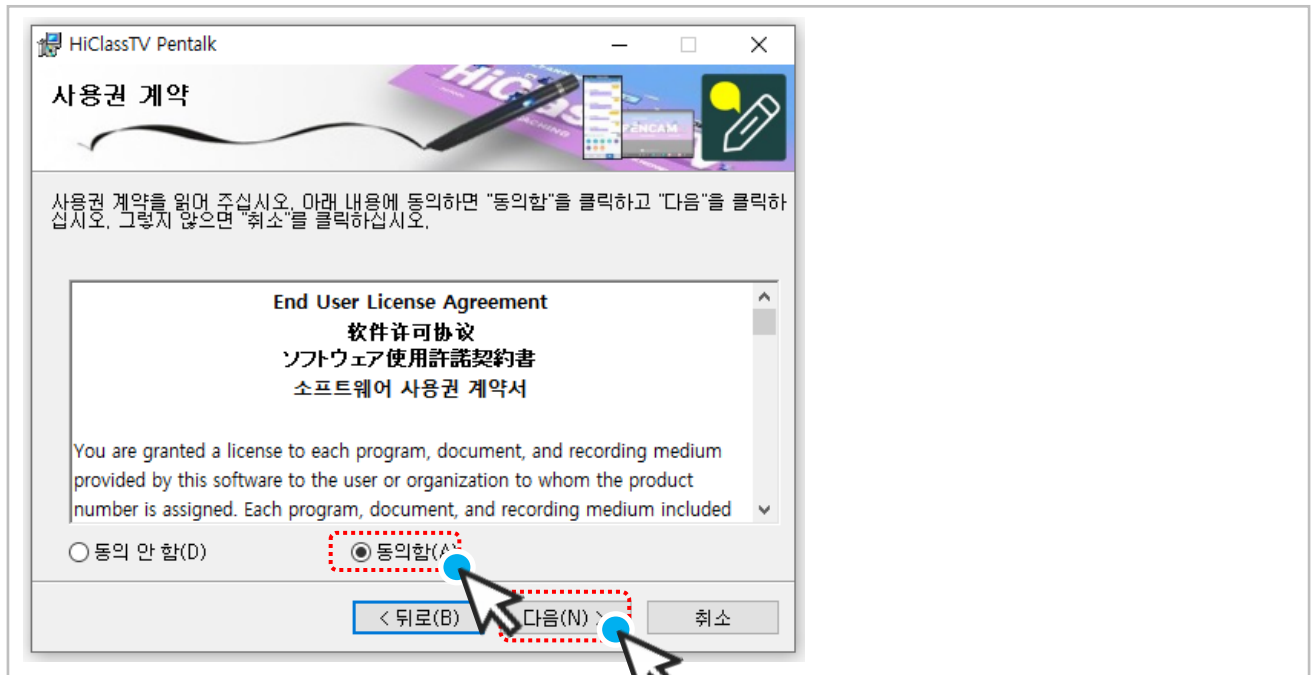 HiClassTV Pentalk
사용권 계약
PENCAM
사용권 계약을 읽어 주십시오. 아래 내용에 동의하면 "동의함"을 클릭하고 "다음"을 클릭하
십시오. 그렇지 않으면 "취소"를 클릭하십시오.
End User License Agreement
软件许可协议
ソフトウェア使用許諾契約書
소프트웨어 사용권 계약서
You are granted a license to each program, document, and recording medium
provided by this software to the user or organization to whom the product
number is assigned. Each program, document, and recording medium included
동의 안 함(D)
동의함(A)
< 뒤로(B)
다음(N) >
취소